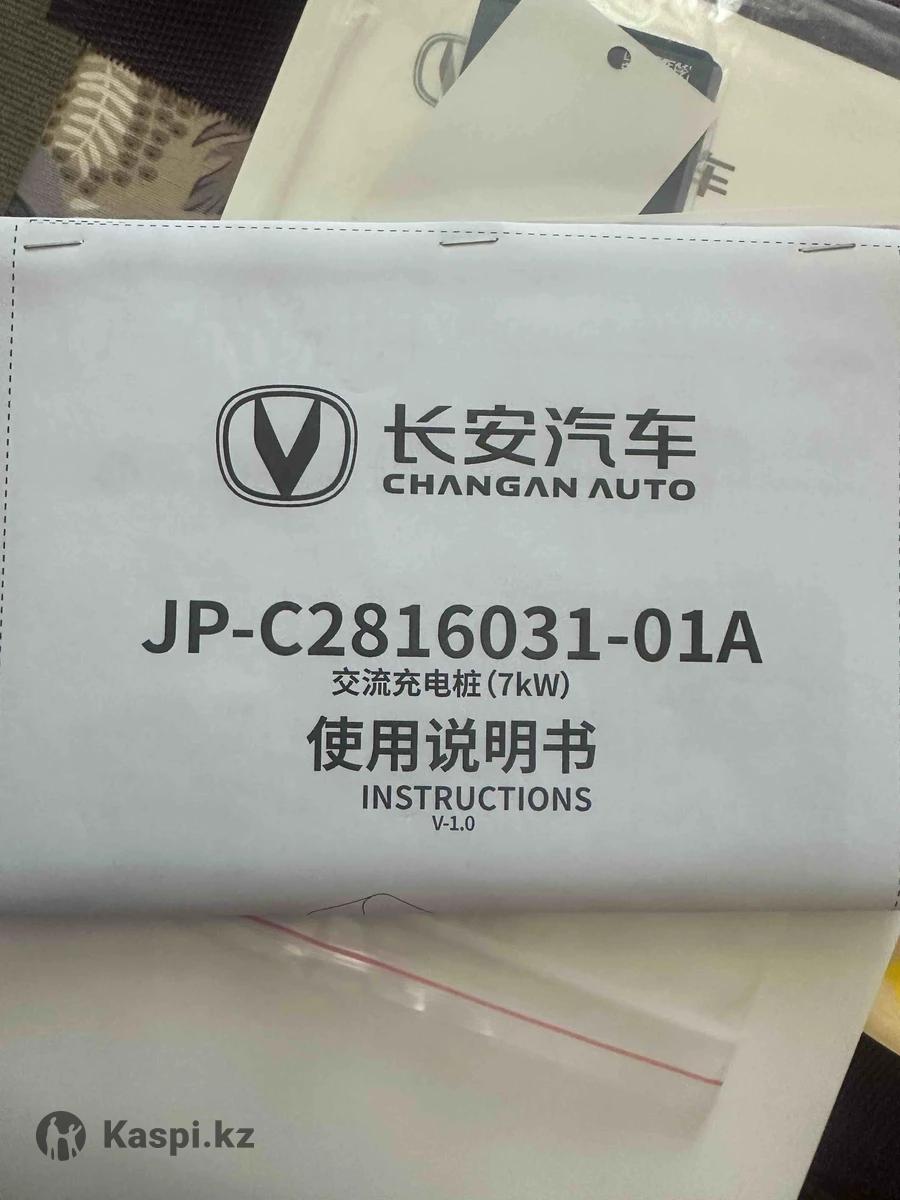 车
长安汽车
CHANGAN AUTO
JP-C2816031-01A
交流充电桩(7kW)
使用说明书
INSTRUCTIONS
V-1.0
Kaspi.kz